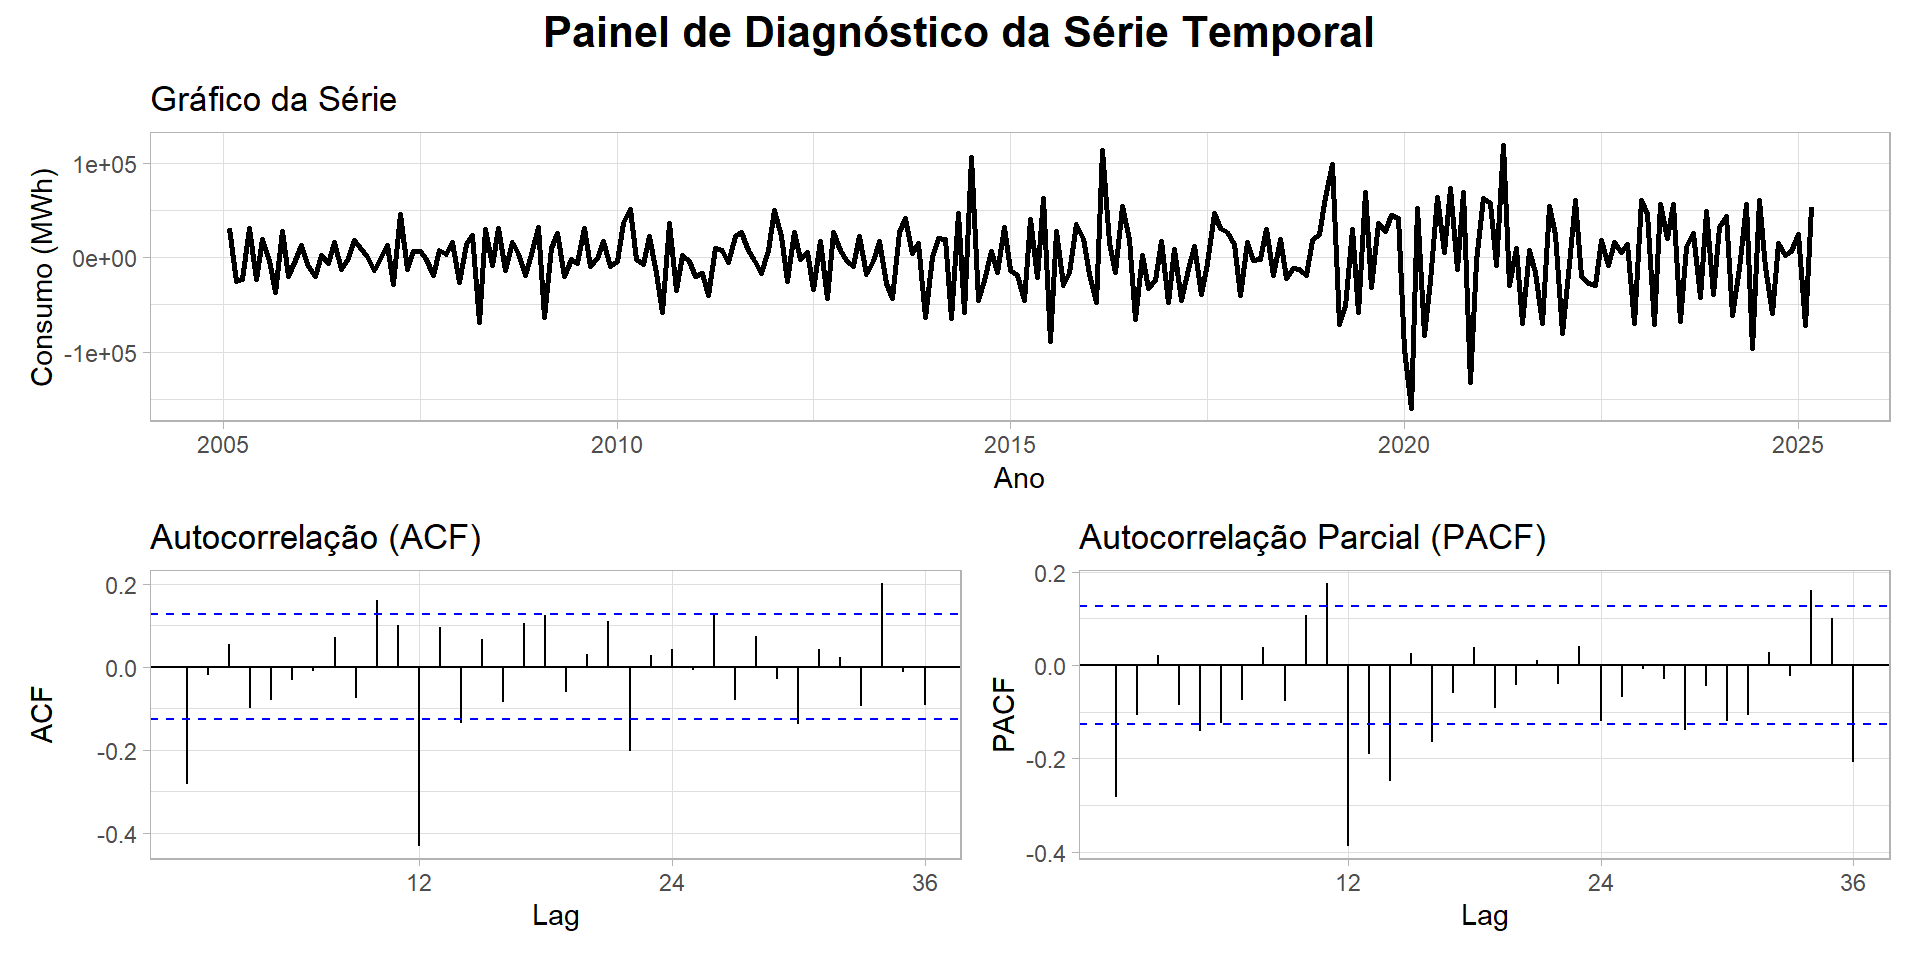 Painel de Diagnóstico da Série Temporal
Gráfico da Série
Consumo (MWh)
1e+05
0e+00
-1e+05
2005 2010 2015 2020 2025
Ano
Autocorrelação (ACF)
ACF
0.2
0.0
-0.2
-0.4
12 24 36
Lag
Autocorrelação Parcial (PACF)
PACF
0.2
0.0
-0.2
-0.4
12 24 36
Lag